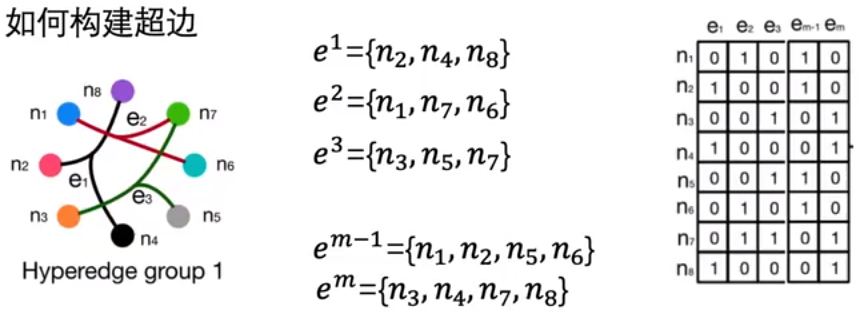 如何构建超边
n₈
n₁
n₇
e₂
n₂
n₆
e₁
e₃
n₃
n₅
n₄
Hyperedge group 1
e¹={n₂, n₄, n₈}
e²={n₁, n₇, n₆}
e³={n₃, n₅, n₇}
eᵐ⁻¹={n₁, n₂, n₅, n₆}
eᵐ={n₃, n₄, n₇, n₈}
e₁ e₂ e₃ eₘ₋₁ eₘ
n₁ 0 1 0 1 0
n₂ 1 0 0 1 0
n₃ 0 0 1 0 1
n₄ 1 0 0 0 1
n₅ 0 0 1 1 0
n₆ 0 1 0 1 0
n₇ 0 1 1 0 1
n₈ 1 0 0 0 1